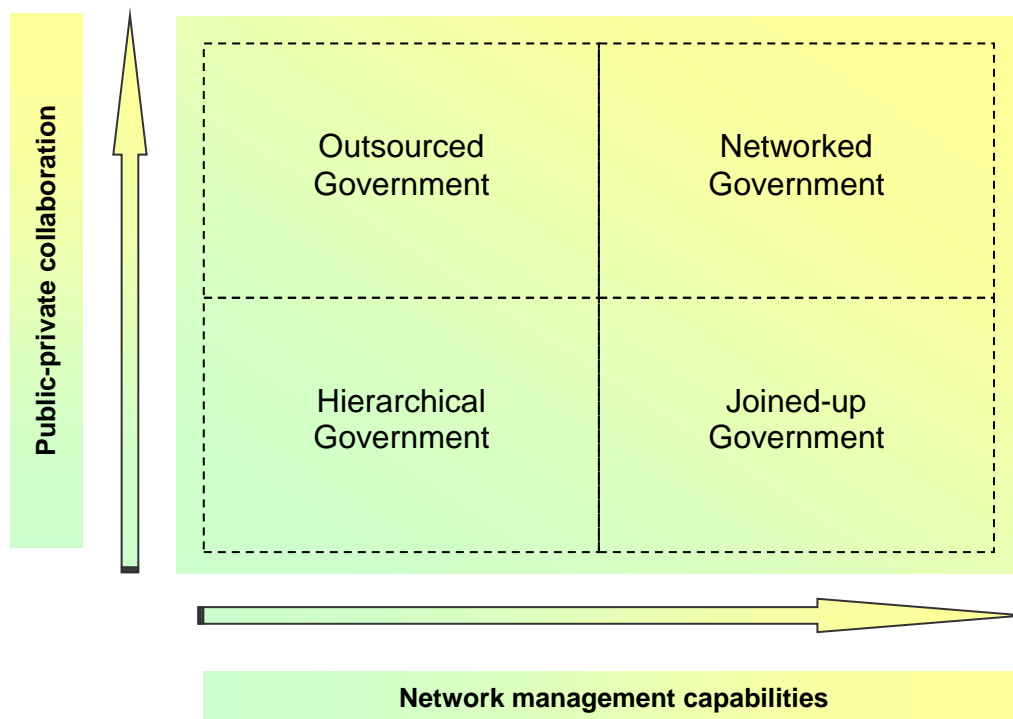 Public-private collaboration
Outsourced
Government
Networked
Government
Hierarchical
Government
Joined-up
Government
Network management capabilities